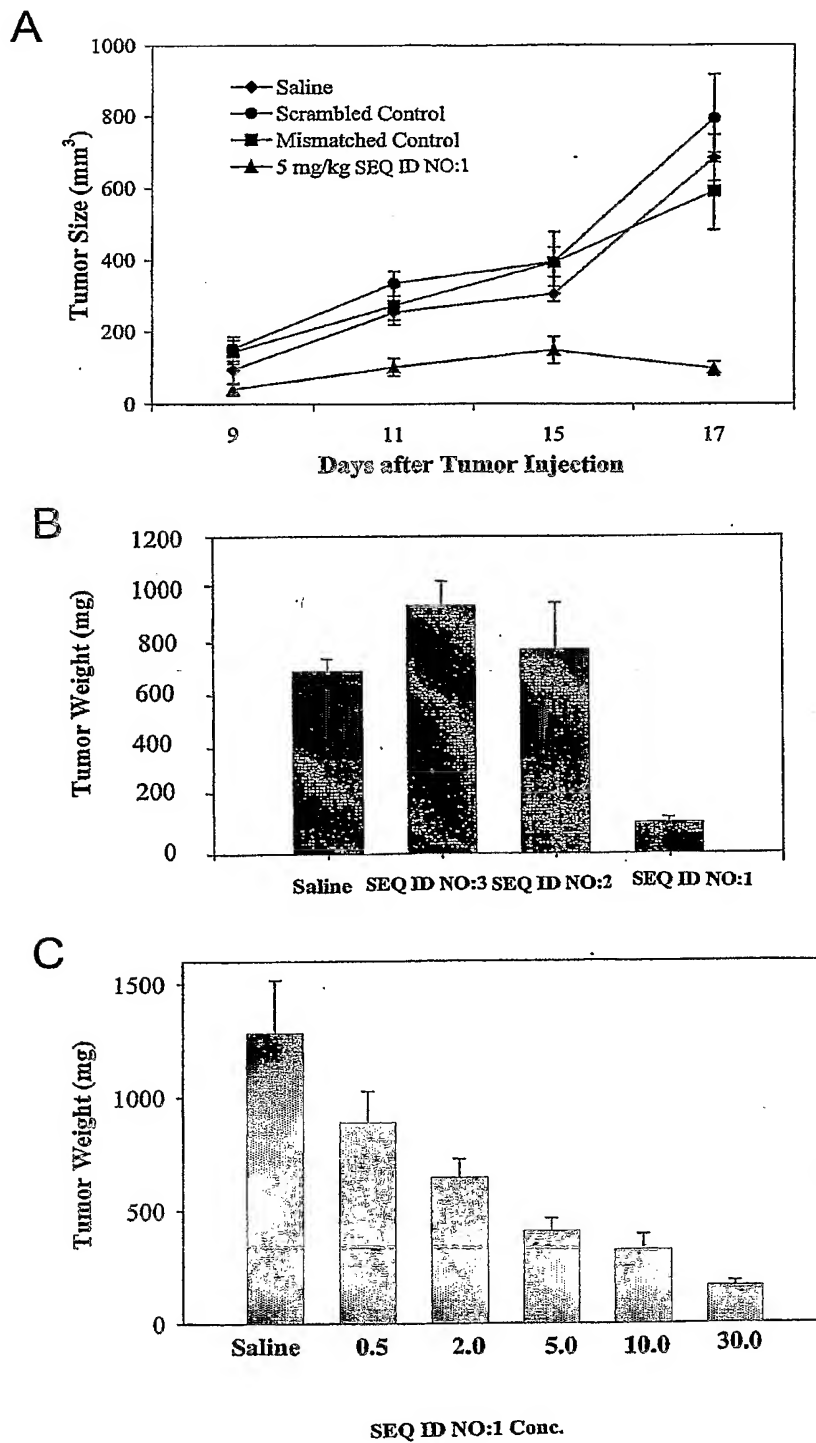 A
1000
800
600
400
200
0
Tumor Size (mm³)
Saline
Scrambled Control
Mismatched Control
5 mg/kg SEQ ID NO:1
9 11 15 17
Days after Tumor Injection
B
1200
1000
800
600
400
200
0
Tumor Weight (mg)
Saline SEQ ID NO:3 SEQ ID NO:2 SEQ ID NO:1
C
1500
1000
500
0
Tumor Weight (mg)
Saline 0.5 2.0 5.0 10.0 30.0
SEQ ID NO:1 Conc.